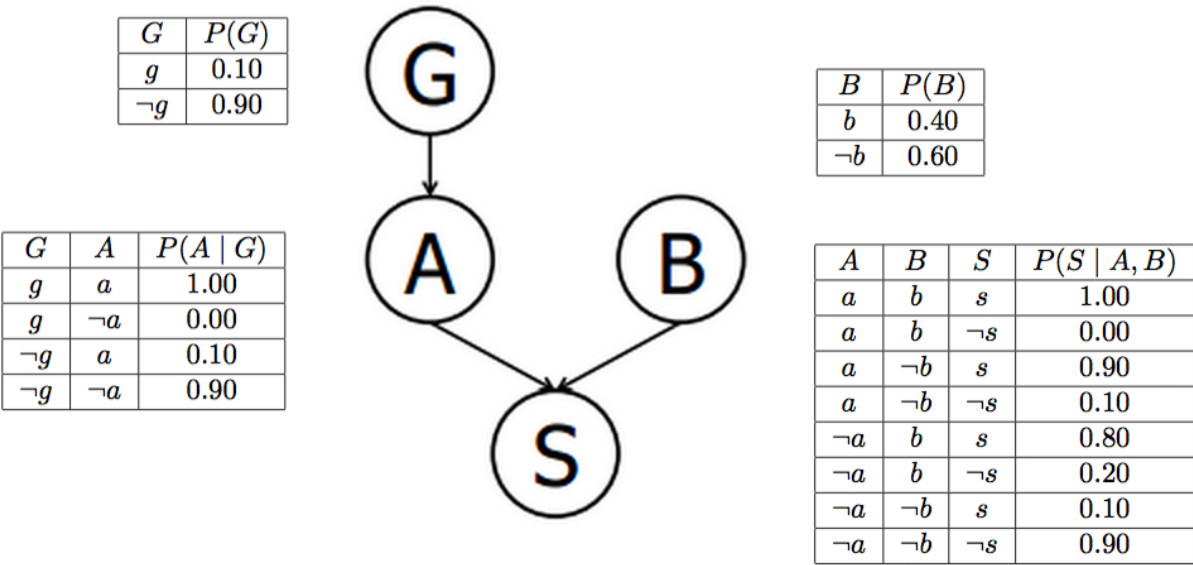 G P(G)
g 0.10
¬g 0.90
G
B P(B)
b 0.40
¬b 0.60
G A P(A | G)
g a 1.00
g ¬a 0.00
¬g a 0.10
¬g ¬a 0.90
A
B
A B S P(S | A, B)
a b s 1.00
a b ¬s 0.00
a ¬b s 0.90
a ¬b ¬s 0.10
¬a b s 0.80
¬a b ¬s 0.20
¬a ¬b s 0.10
¬a ¬b ¬s 0.90
S